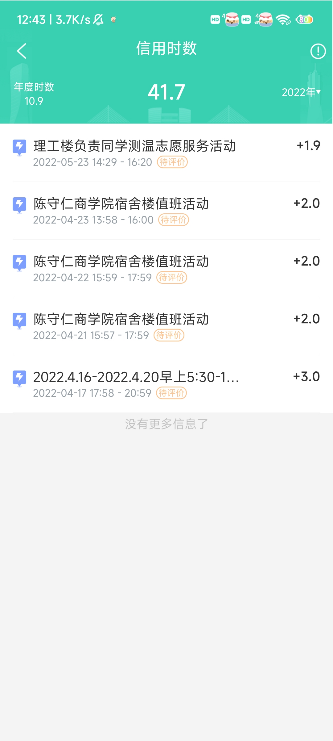 12:43 | 3.7K/s
信用时数
年度时数
10.9
41.7
2022年
理工楼负责同学测温志愿服务活动 +1.9
2022-05-23 14:29 - 16:20 待评价
陈守仁商学院宿舍楼值班活动 +2.0
2022-04-23 13:58 - 16:00 待评价
陈守仁商学院宿舍楼值班活动 +2.0
2022-04-22 15:59 - 17:59 待评价
陈守仁商学院宿舍楼值班活动 +2.0
2022-04-21 15:57 - 17:59 待评价
2022.4.16-2022.4.20早上5:30-1... +3.0
2022-04-17 17:58 - 20:59 待评价
没有更多信息了